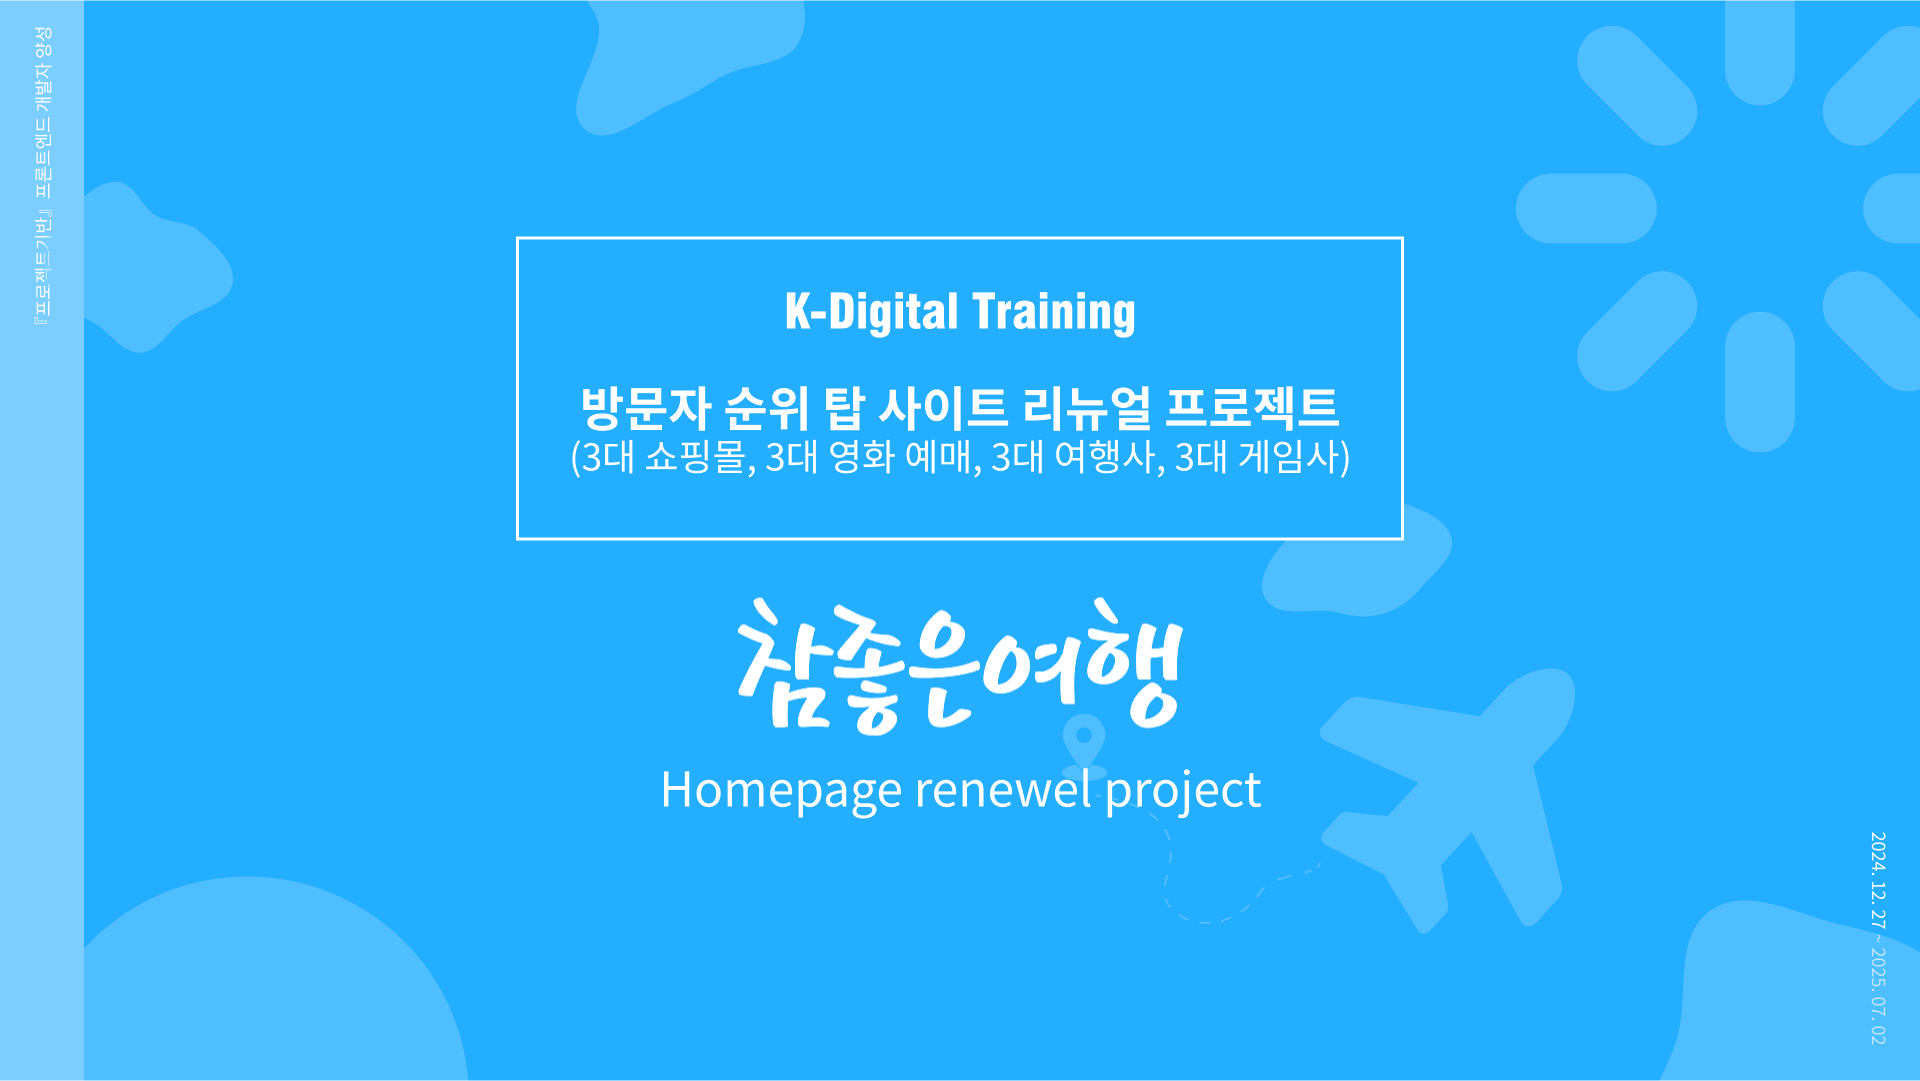 『프로젝트기반』 프론트엔드 개발자 양성
K-Digital Training
방문자 순위 탑 사이트 리뉴얼 프로젝트
(3대 쇼핑몰, 3대 영화 예매, 3대 여행사, 3대 게임사)
참좋은여행
Homepage renewel project
2024. 12. 27 ~ 2025. 07. 02